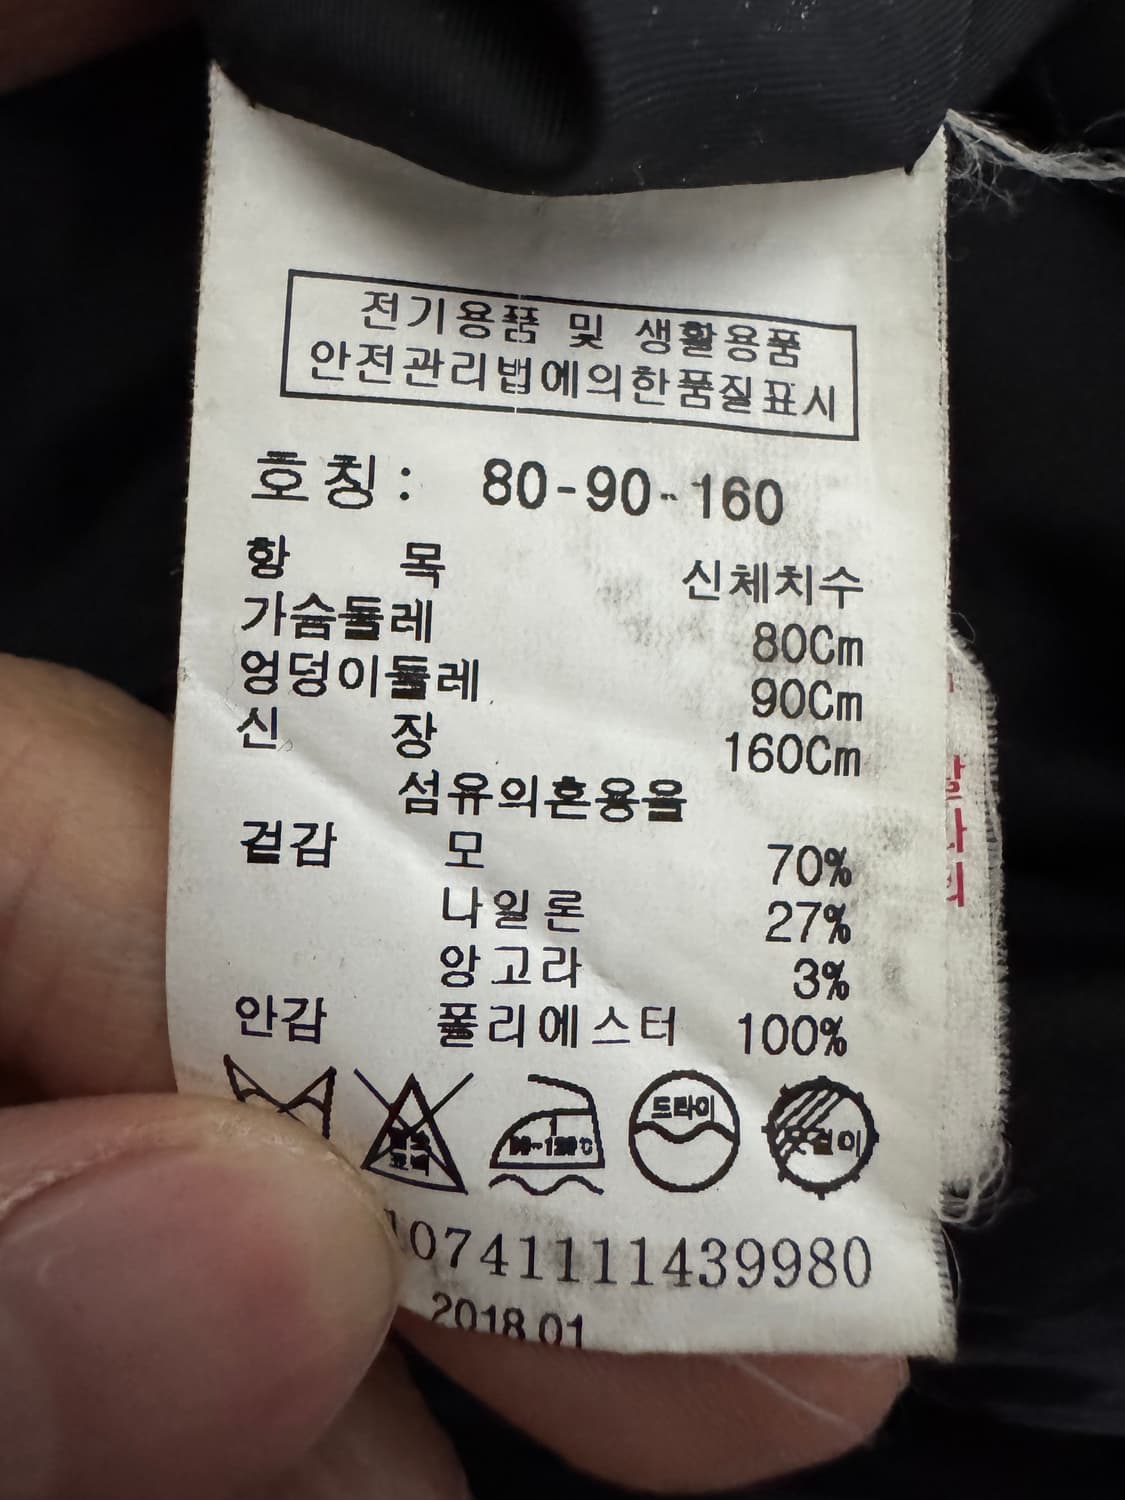 전기용품 및 생활용품
안전관리법에의한품질표시
호칭: 80-90-160
항 목 신체치수
가슴둘레 80Cm
엉덩이둘레 90Cm
신 장 160Cm
섬유의혼용율
겉감 모 70%
나일론 27%
앙고라 3%
안감 폴리에스터 100%
드라이
옷걸이
10741111439980
2018.01